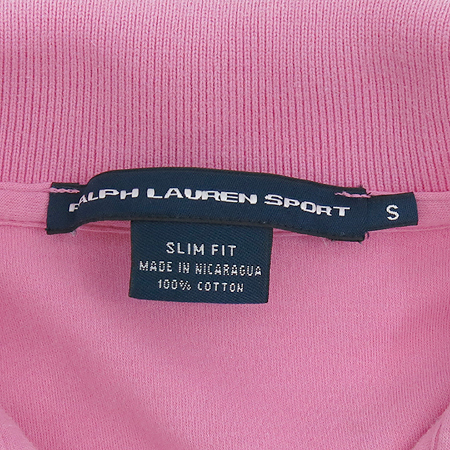 RALPH LAUREN SPORT S
SLIM FIT
MADE IN NICARAGUA
100% COTTON